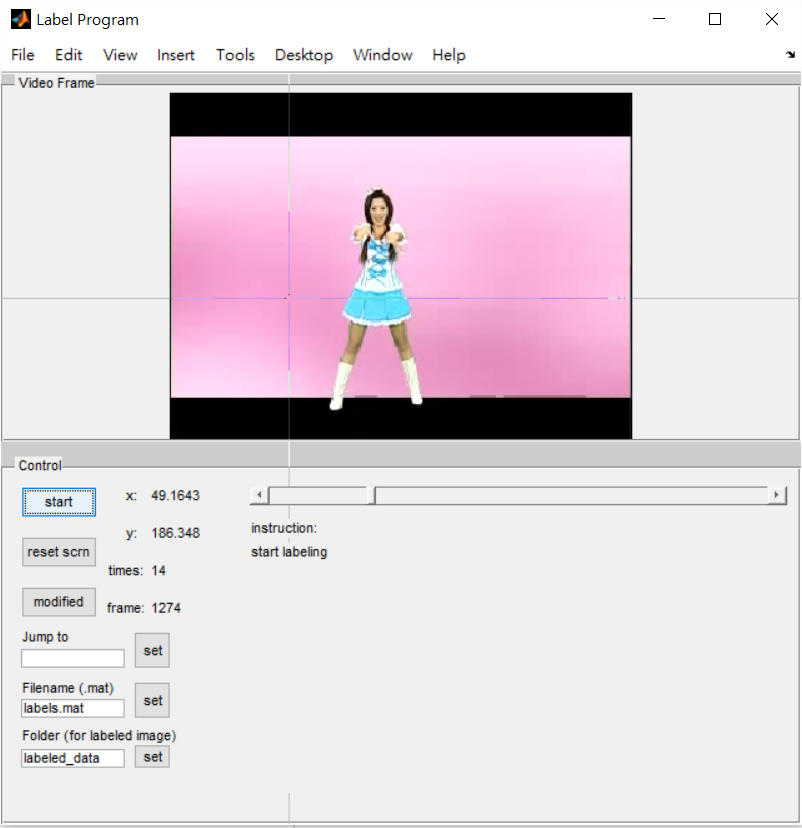 Label Program
File Edit View Insert Tools Desktop Window Help
Video Frame
Control
start
x: 49.1643
y: 186.348
reset scrn
times: 14
modified
frame: 1274
Jump to
set
Filename (.mat)
labels.mat
set
Folder (for labeled image)
labeled_data
set
instruction:
start labeling